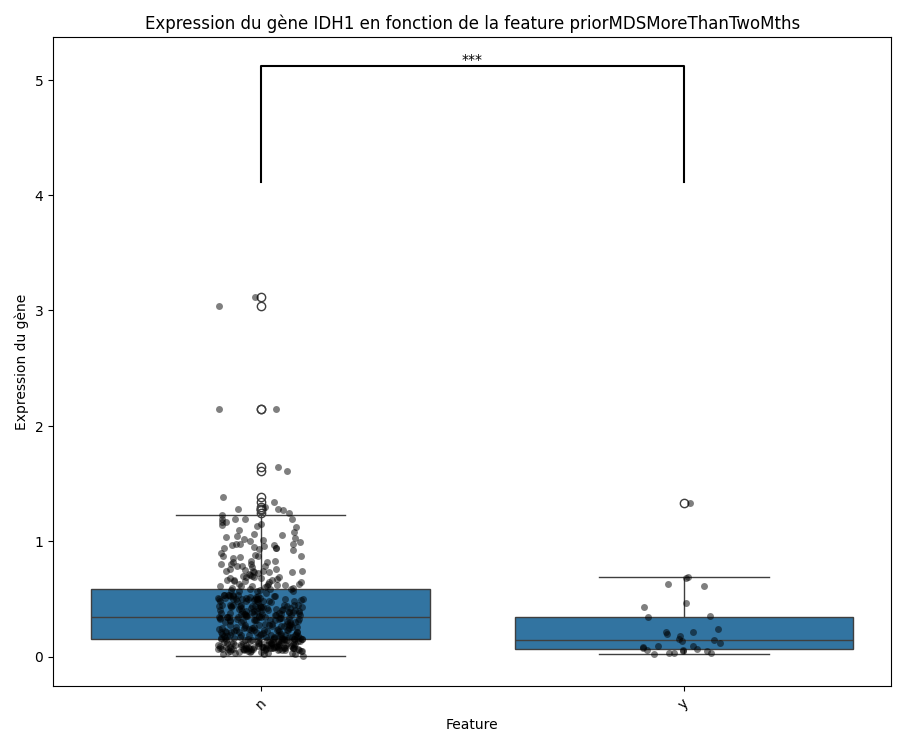 Expression du gène IDH1 en fonction de la feature priorMDSMoreThanTwoMths
***
5
4
3
2
1
0
Expression du gène
n
y
Feature